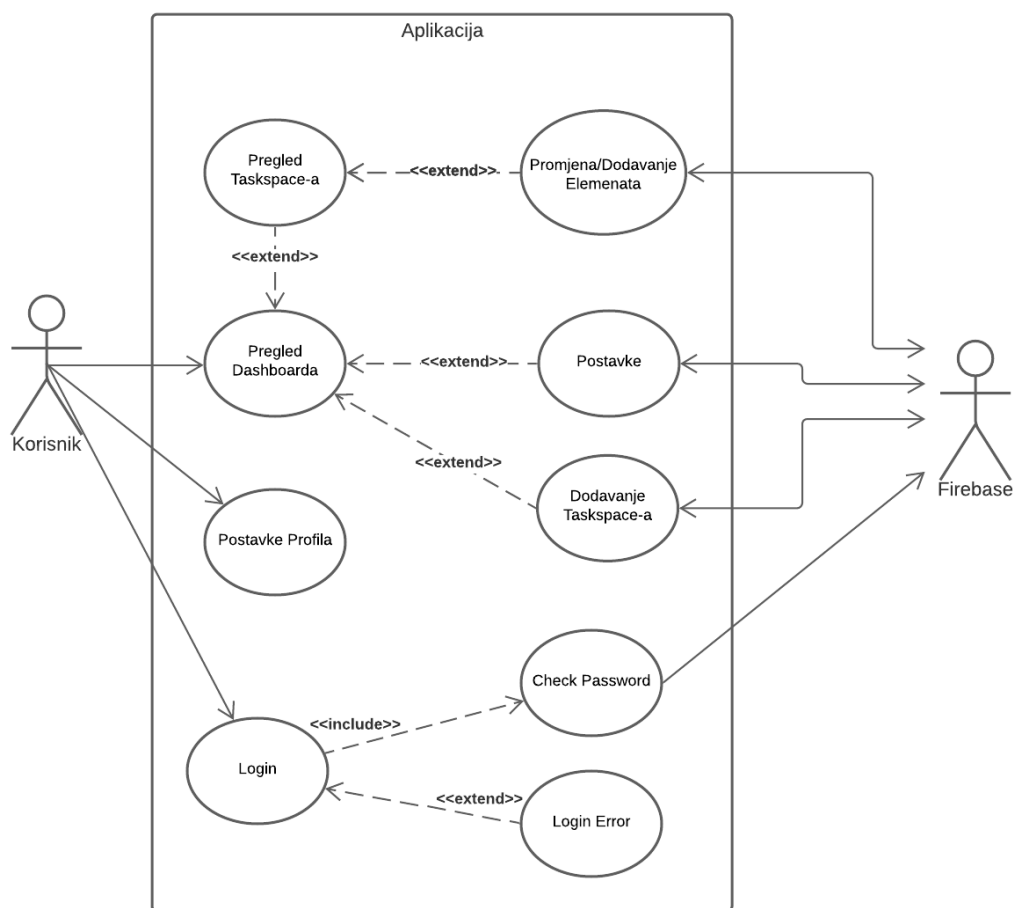 Aplikacija
Pregled
Taskspace-a
<<extend>>
Promjena/Dodavanje
Elemenata
<<extend>>
Pregled
Dashboarda
<<extend>>
Postavke
Korisnik
<<extend>>
Dodavanje
Taskspace-a
Firebase
Postavke Profila
Check Password
<<include>>
Login
<<extend>>
Login Error